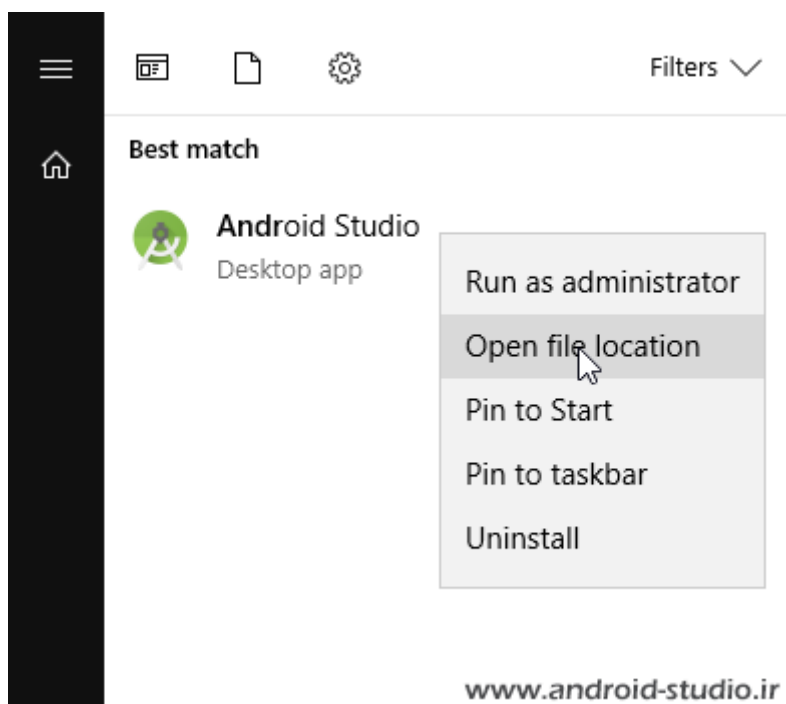 Filters
Best match
Android Studio
Desktop app
Run as administrator
Open file location
Pin to Start
Pin to taskbar
Uninstall
www.android-studio.ir